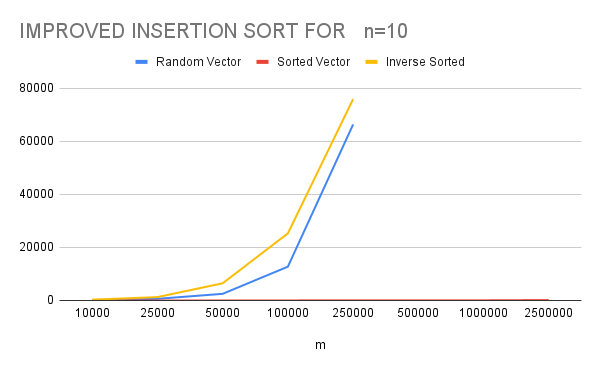 IMPROVED INSERTION SORT FOR n=10
Random Vector Sorted Vector Inverse Sorted
80000
60000
40000
20000
0
10000 25000 50000 100000 250000 500000 1000000 2500000
m